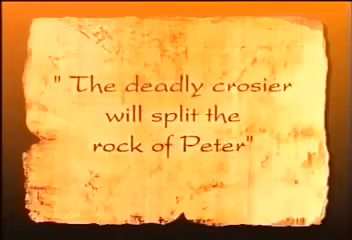 " The deadly crosier
will split the
rock of Peter"